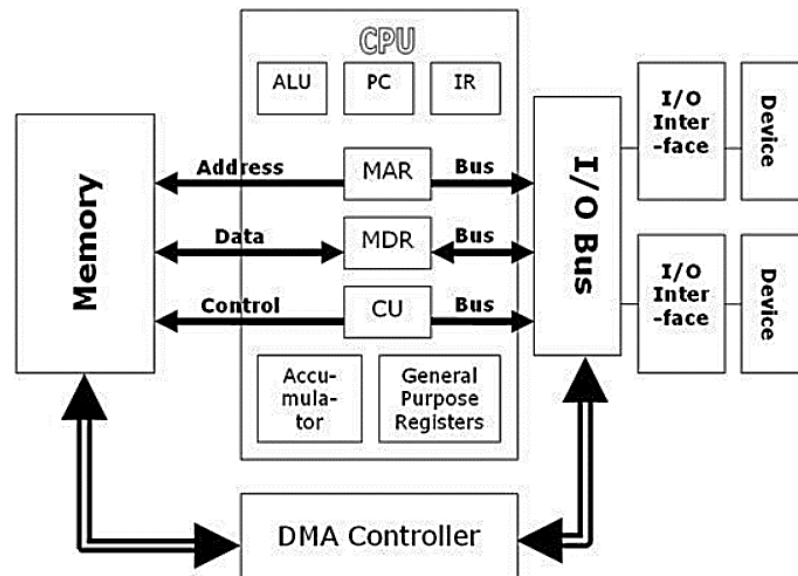 CPU
ALU
PC
IR
Memory
Address
MAR
Bus
Data
MDR
Bus
Control
CU
Bus
I/O Bus
I/O
Inter
-face
Device
I/O
Inter
-face
Device
Accu-
mula-
tor
General
Purpose
Registers
DMA Controller